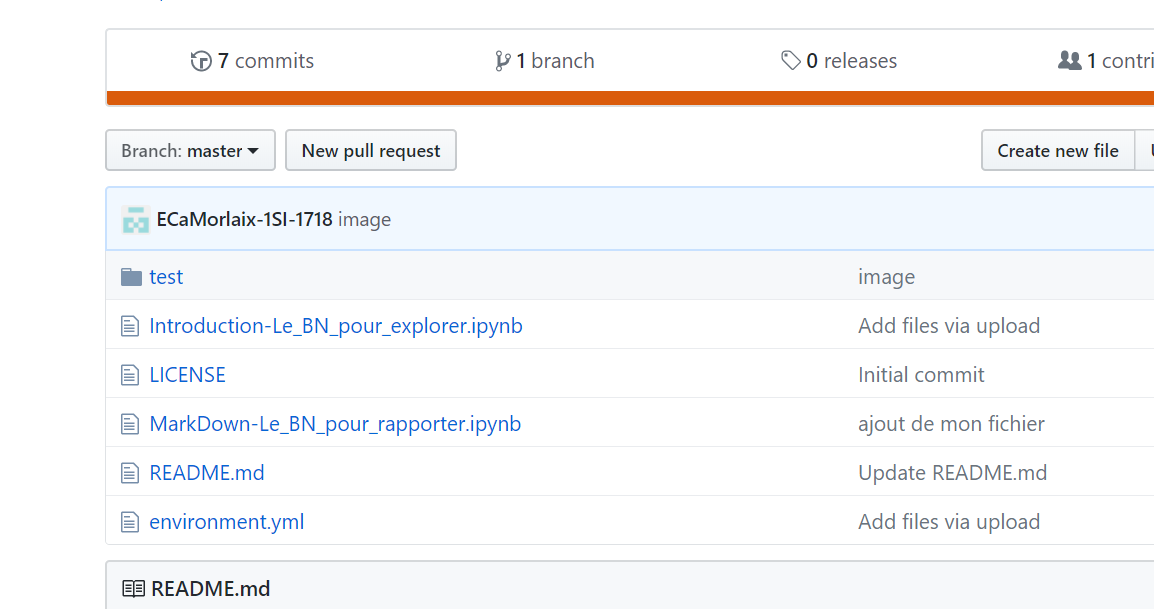 7 commits 1 branch 0 releases 1 contri
Branch: master New pull request Create new file
ECaMorlaix-1SI-1718 image
test image
Introduction-Le_BN_pour_explorer.ipynb Add files via upload
LICENSE Initial commit
MarkDown-Le_BN_pour_rapporter.ipynb ajout de mon fichier
README.md Update README.md
environment.yml Add files via upload
README.md